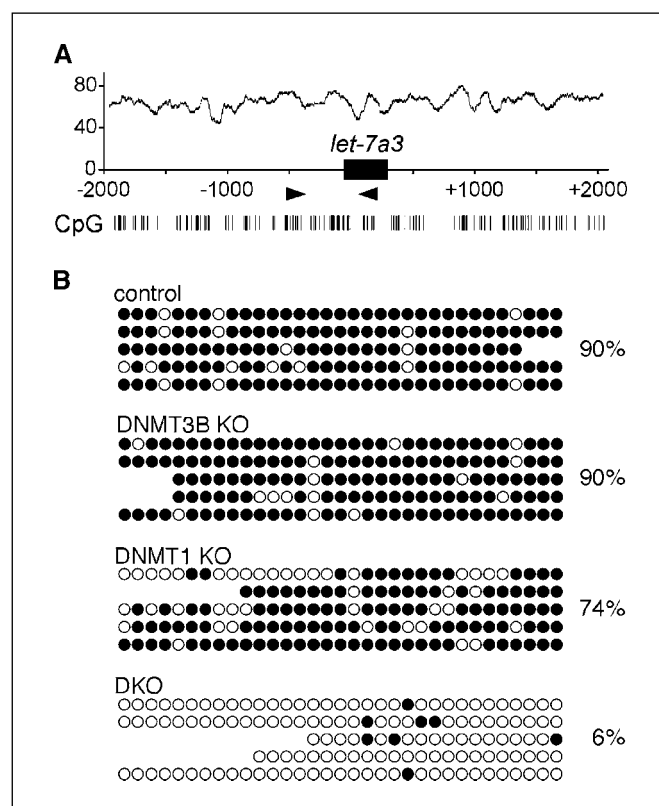 A
80
40
0
let-7a3
-2000 -1000 +1000 +2000
CpG
B
control
90%
DNMT3B KO
90%
DNMT1 KO
74%
DKO
6%